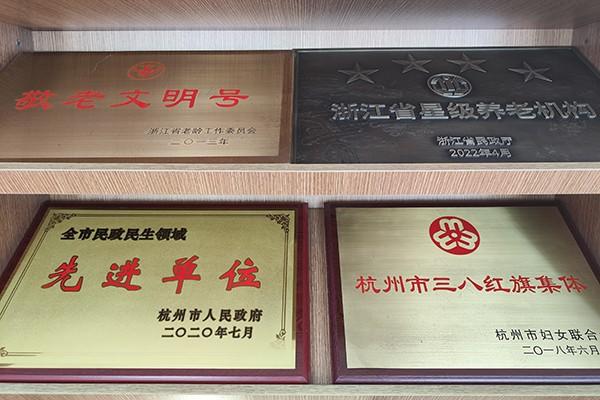 敬老文明号
浙江省老龄工作委员会
二〇一三年
浙江省星级养老机构
浙江省民政厅
2022年4月
全市民政民生领域
先进单位
杭州市人民政府
二〇二〇年七月
杭州市三八红旗集体
杭州市妇女联合
二〇一八年六月